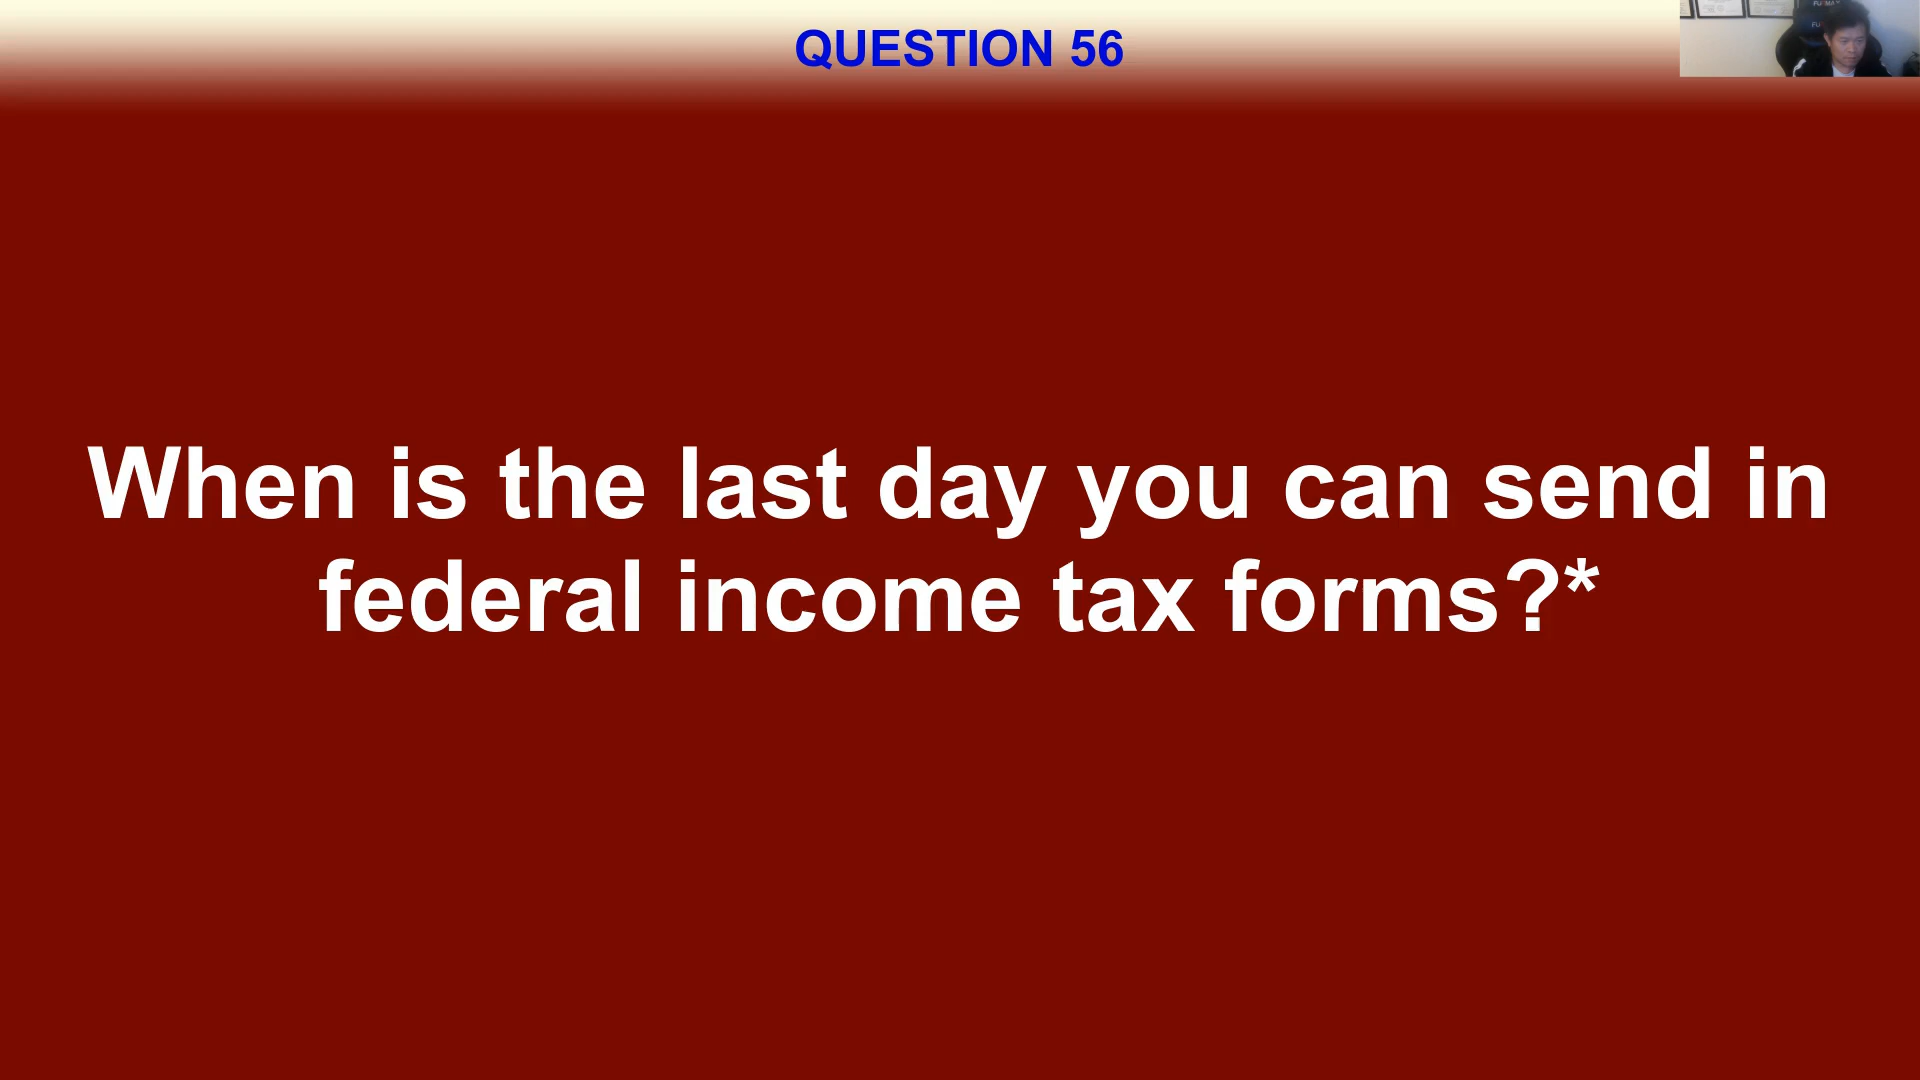 QUESTION 56
When is the last day you can send in
federal income tax forms?*